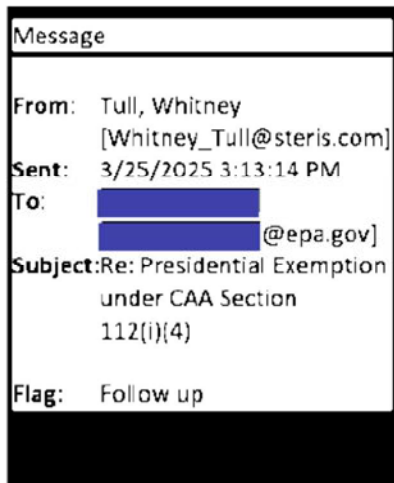 Message
From: Tull, Whitney
[Whitney_Tull@steris.com]
Sent: 3/25/2025 3:13:14 PM
To:
@epa.gov]
Subject:Re: Presidential Exemption
under CAA Section
112(i)(4)
Flag: Follow up